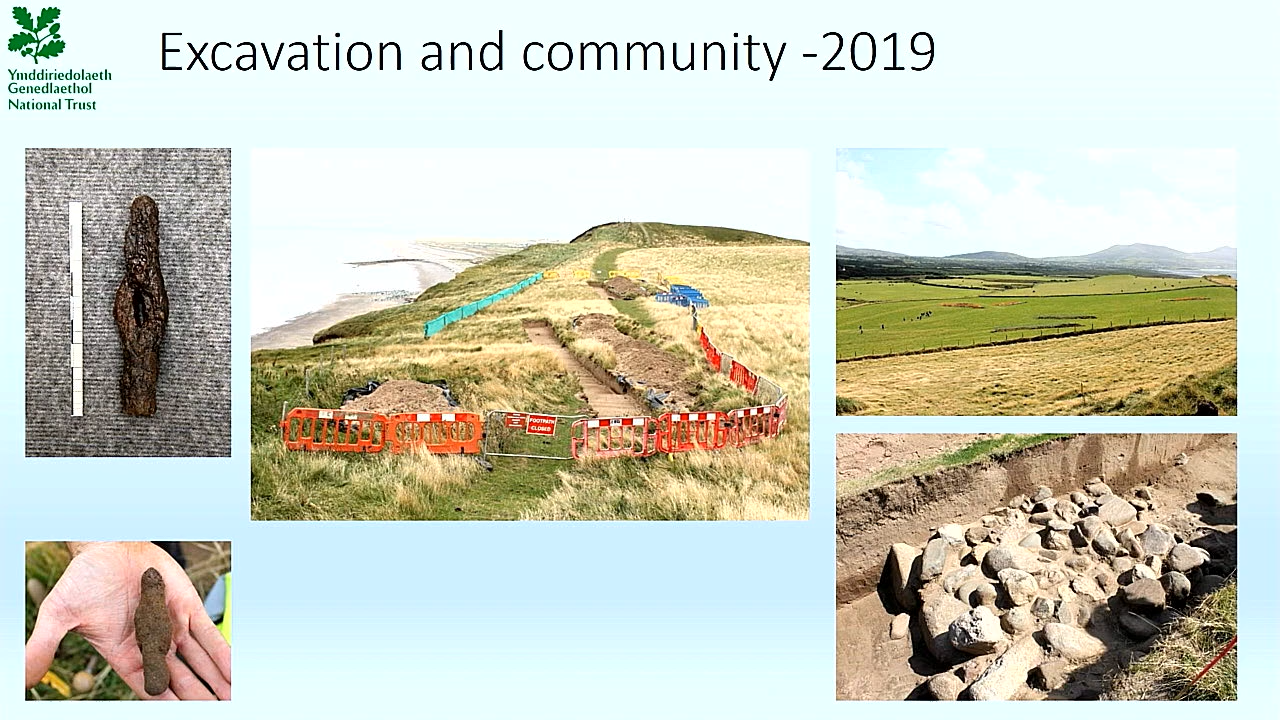 Ymddiriedolaeth
Genedlaethol
National Trust
Excavation and community -2019
FOOTPATH
CLOSED